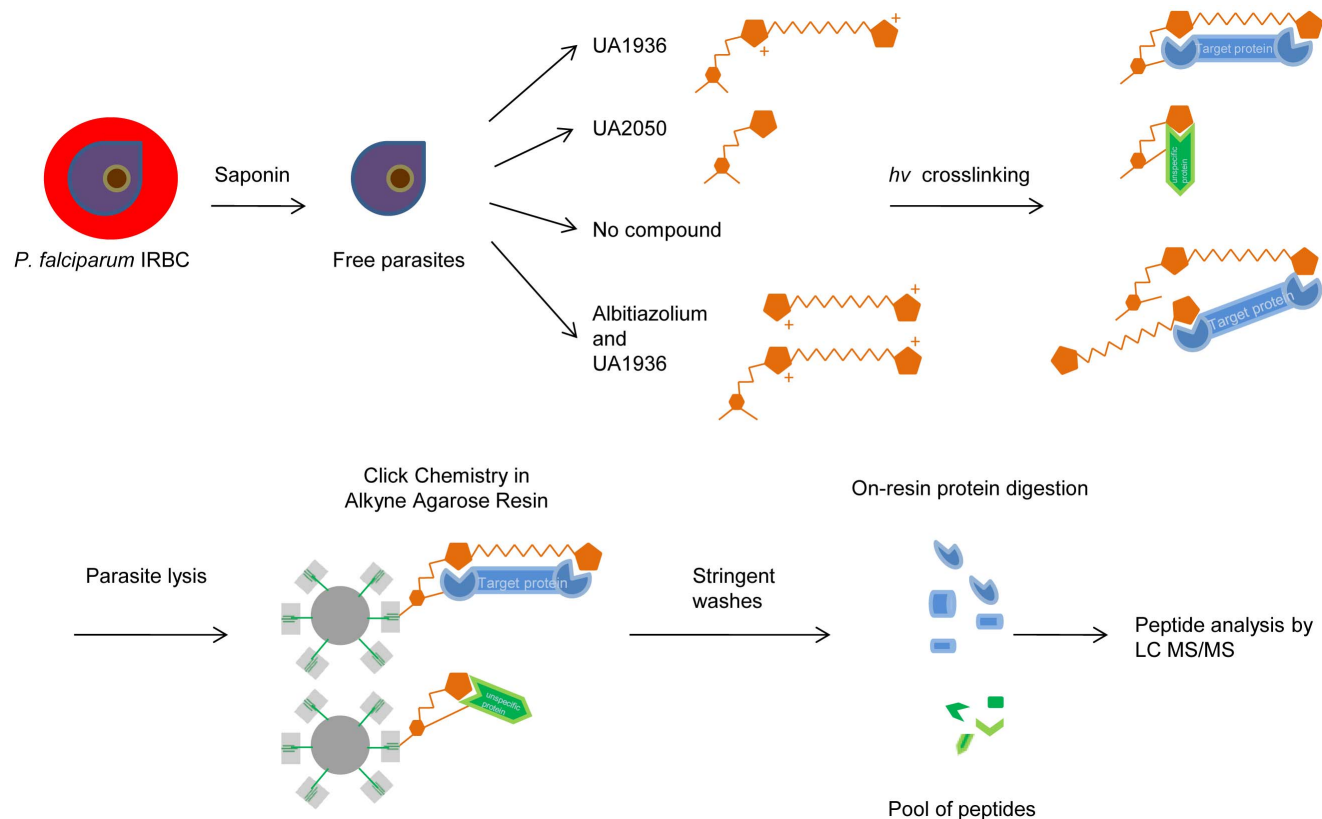 UA1936
Target protein
UA2050
unspecific
protein
Saponin
hv crosslinking
No compound
P. falciparum IRBC
Free parasites
Albitiazolium
and
UA1936
Target protein
Click Chemistry in
Alkyne Agarose Resin
On-resin protein digestion
Parasite lysis
Target protein
Stringent
washes
Peptide analysis by
LC MS/MS
unspecific
protein
Pool of peptides